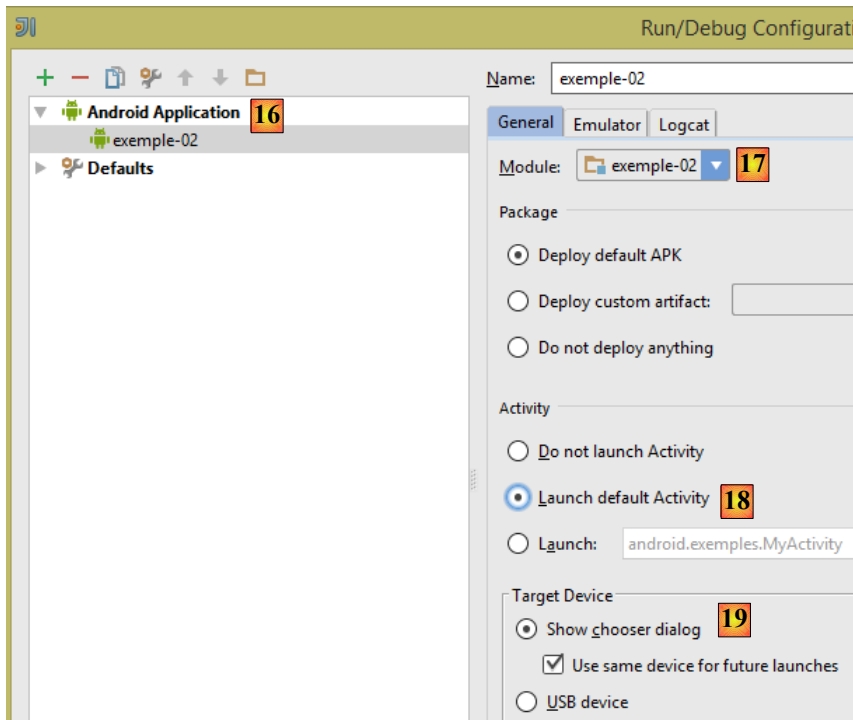 Run/Debug Configurati
Name: exemple-02
Android Application 16
exemple-02
Defaults
General Emulator Logcat
Module: exemple-02 17
Package
Deploy default APK
Deploy custom artifact:
Do not deploy anything
Activity
Do not launch Activity
Launch default Activity 18
Launch: android.exemples.MyActivity
Target Device
Show chooser dialog 19
Use same device for future launches
USB device